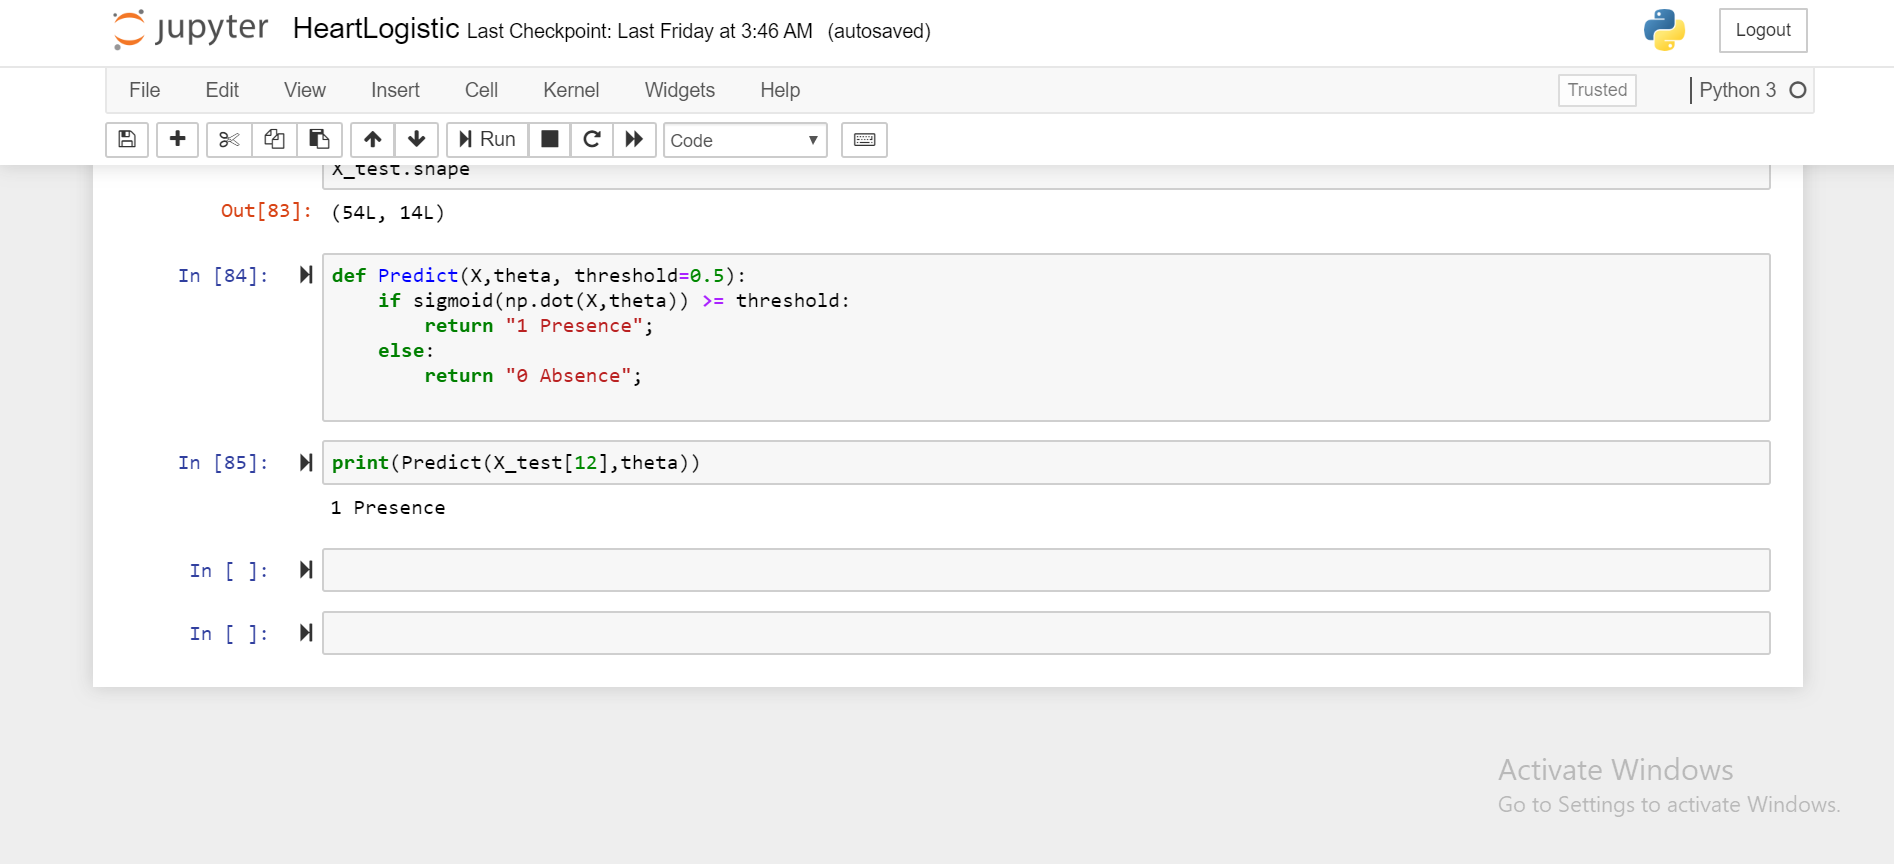 jupyter HeartLogistic Last Checkpoint: Last Friday at 3:46 AM (autosaved) Logout
File Edit View Insert Cell Kernel Widgets Help Trusted Python 3
Run Code
X_test.shape
Out[83]: (54L, 14L)
In [84]: def Predict(X,theta, threshold=0.5):
    if sigmoid(np.dot(X,theta)) >= threshold:
        return "1 Presence";
    else:
        return "0 Absence";
In [85]: print(Predict(X_test[12],theta))
1 Presence
In [ ]:
In [ ]:
Activate Windows
Go to Settings to activate Windows.